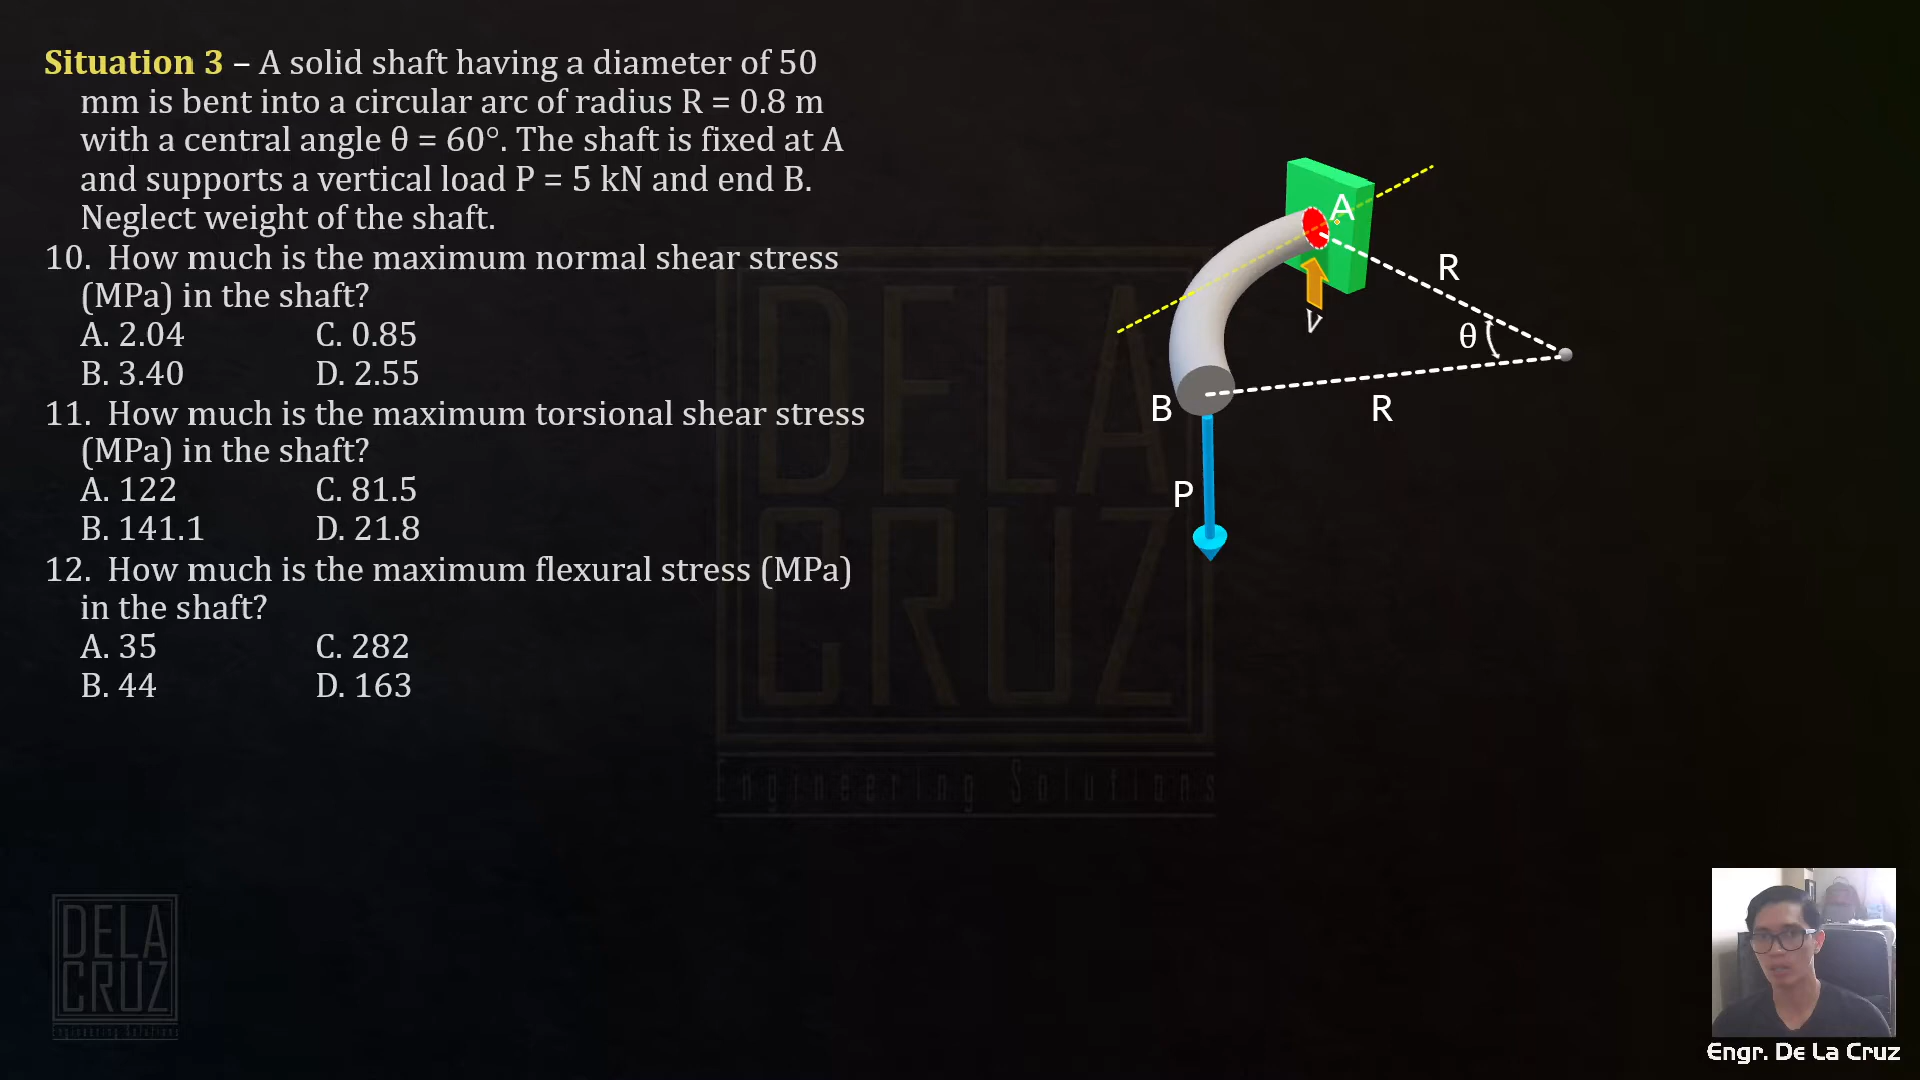 Situation 3 – A solid shaft having a diameter of 50
mm is bent into a circular arc of radius R = 0.8 m
with a central angle θ = 60°. The shaft is fixed at A
and supports a vertical load P = 5 kN and end B.
Neglect weight of the shaft.
10. How much is the maximum normal shear stress
(MPa) in the shaft?
A. 2.04 C. 0.85
B. 3.40 D. 2.55
11. How much is the maximum torsional shear stress
(MPa) in the shaft?
A. 122 C. 81.5
B. 141.1 D. 21.8
12. How much is the maximum flexural stress (MPa)
in the shaft?
A. 35 C. 282
B. 44 D. 163
A
R
θ
V
B
R
P
DELA
CRUZ
Engineering Solutions
DELA
CRUZ
Engineering Solutions
Engr. De La Cruz